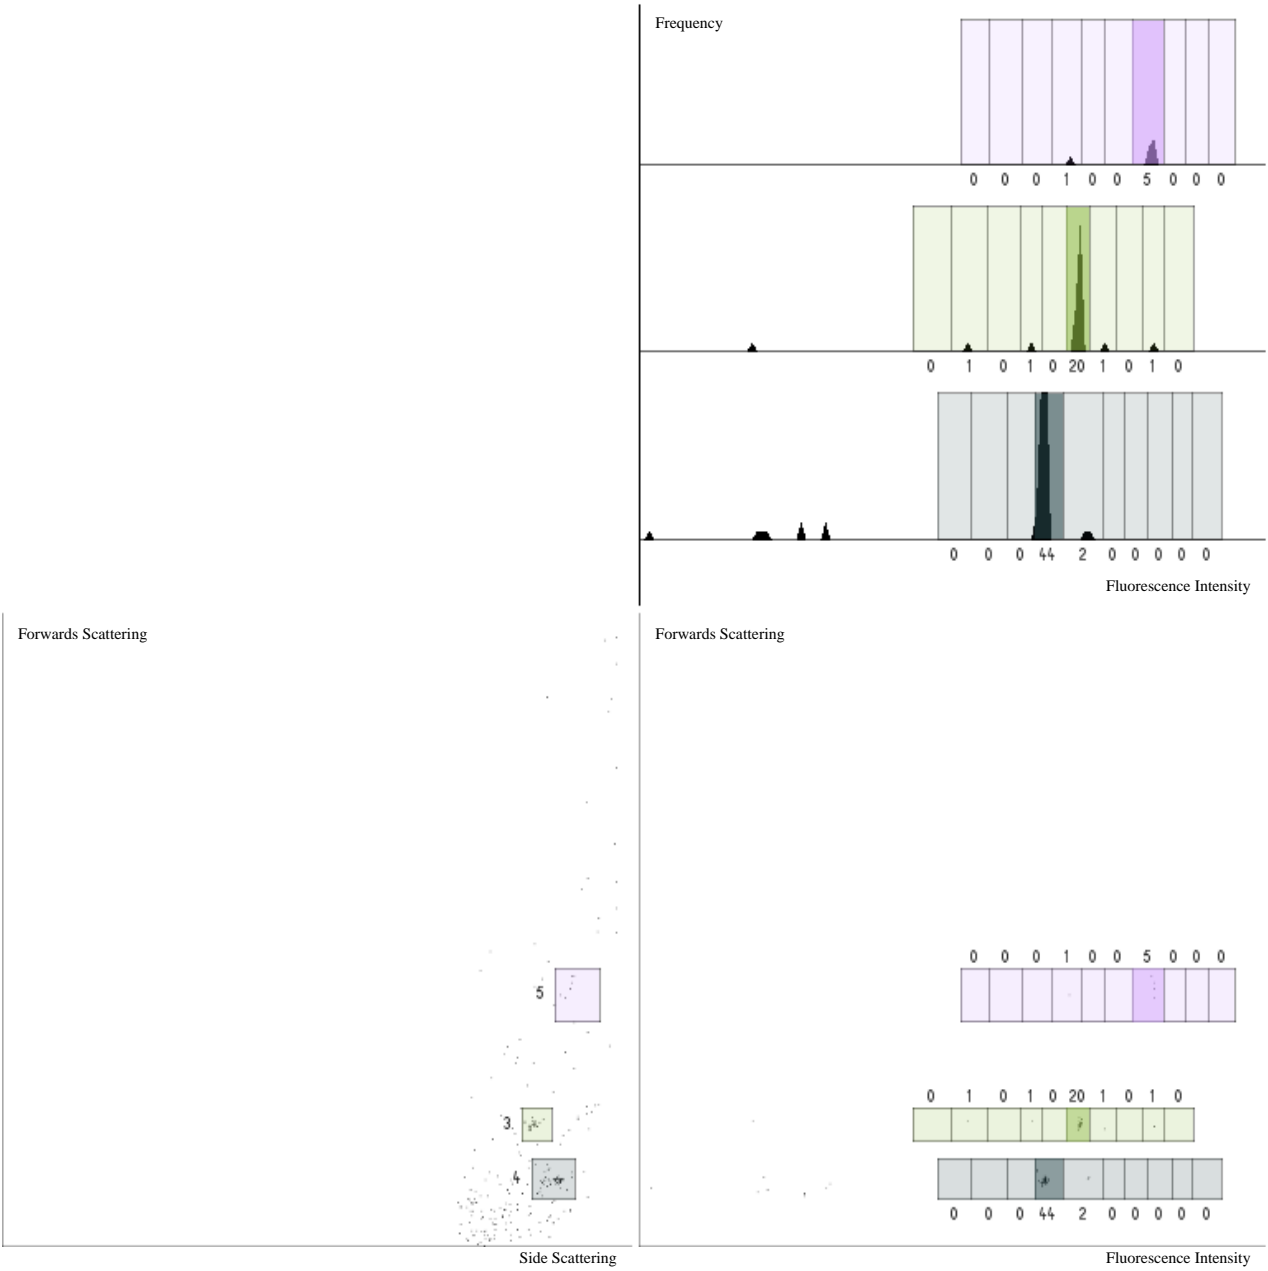 Frequency
0 0 0 1 0 0 5 0 0 0
0 1 0 1 0 20 1 0 1 0
0 0 0 44 2 0 0 0 0 0
Fluorescence Intensity
Forwards Scattering
5
3
4
Side Scattering
Forwards Scattering
0 0 0 1 0 0 5 0 0 0
0 1 0 1 0 20 1 0 1 0
0 0 0 44 2 0 0 0 0 0
Fluorescence Intensity